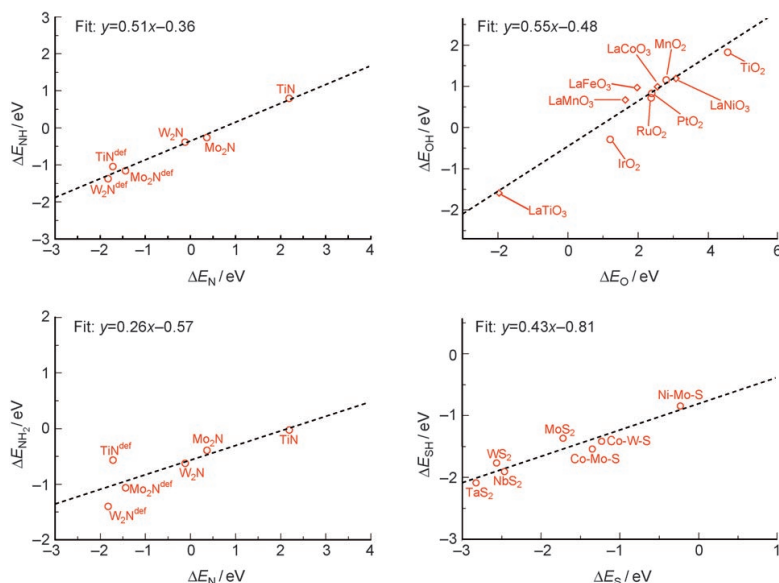 Fit: y=0.51x–0.36
ΔE_NH / eV
3
2
1
0
−1
−2
−3
TiN
W₂N
Mo₂N
TiN^def
Mo₂N^def
W₂N^def
−3 −2 −1 0 1 2 3 4
ΔE_N / eV
Fit: y=0.55x–0.48
ΔE_OH / eV
2
1
0
−1
−2
MnO₂
LaCoO₃
TiO₂
LaFeO₃
LaMnO₃
LaNiO₃
PtO₂
RuO₂
IrO₂
LaTiO₃
−2 0 2 4 6
ΔE_O / eV
Fit: y=0.26x–0.57
ΔE_NH₂ / eV
2
1
0
−1
−2
TiN
Mo₂N
TiN^def
W₂N
Mo₂N^def
W₂N^def
−3 −2 −1 0 1 2 3 4
ΔE_N / eV
Fit: y=0.43x–0.81
ΔE_SH / eV
0
−1
−2
−3
Ni-Mo-S
MoS₂
Co-W-S
Co-Mo-S
WS₂
NbS₂
TaS₂
−3 −2 −1 0 1
ΔE_S / eV